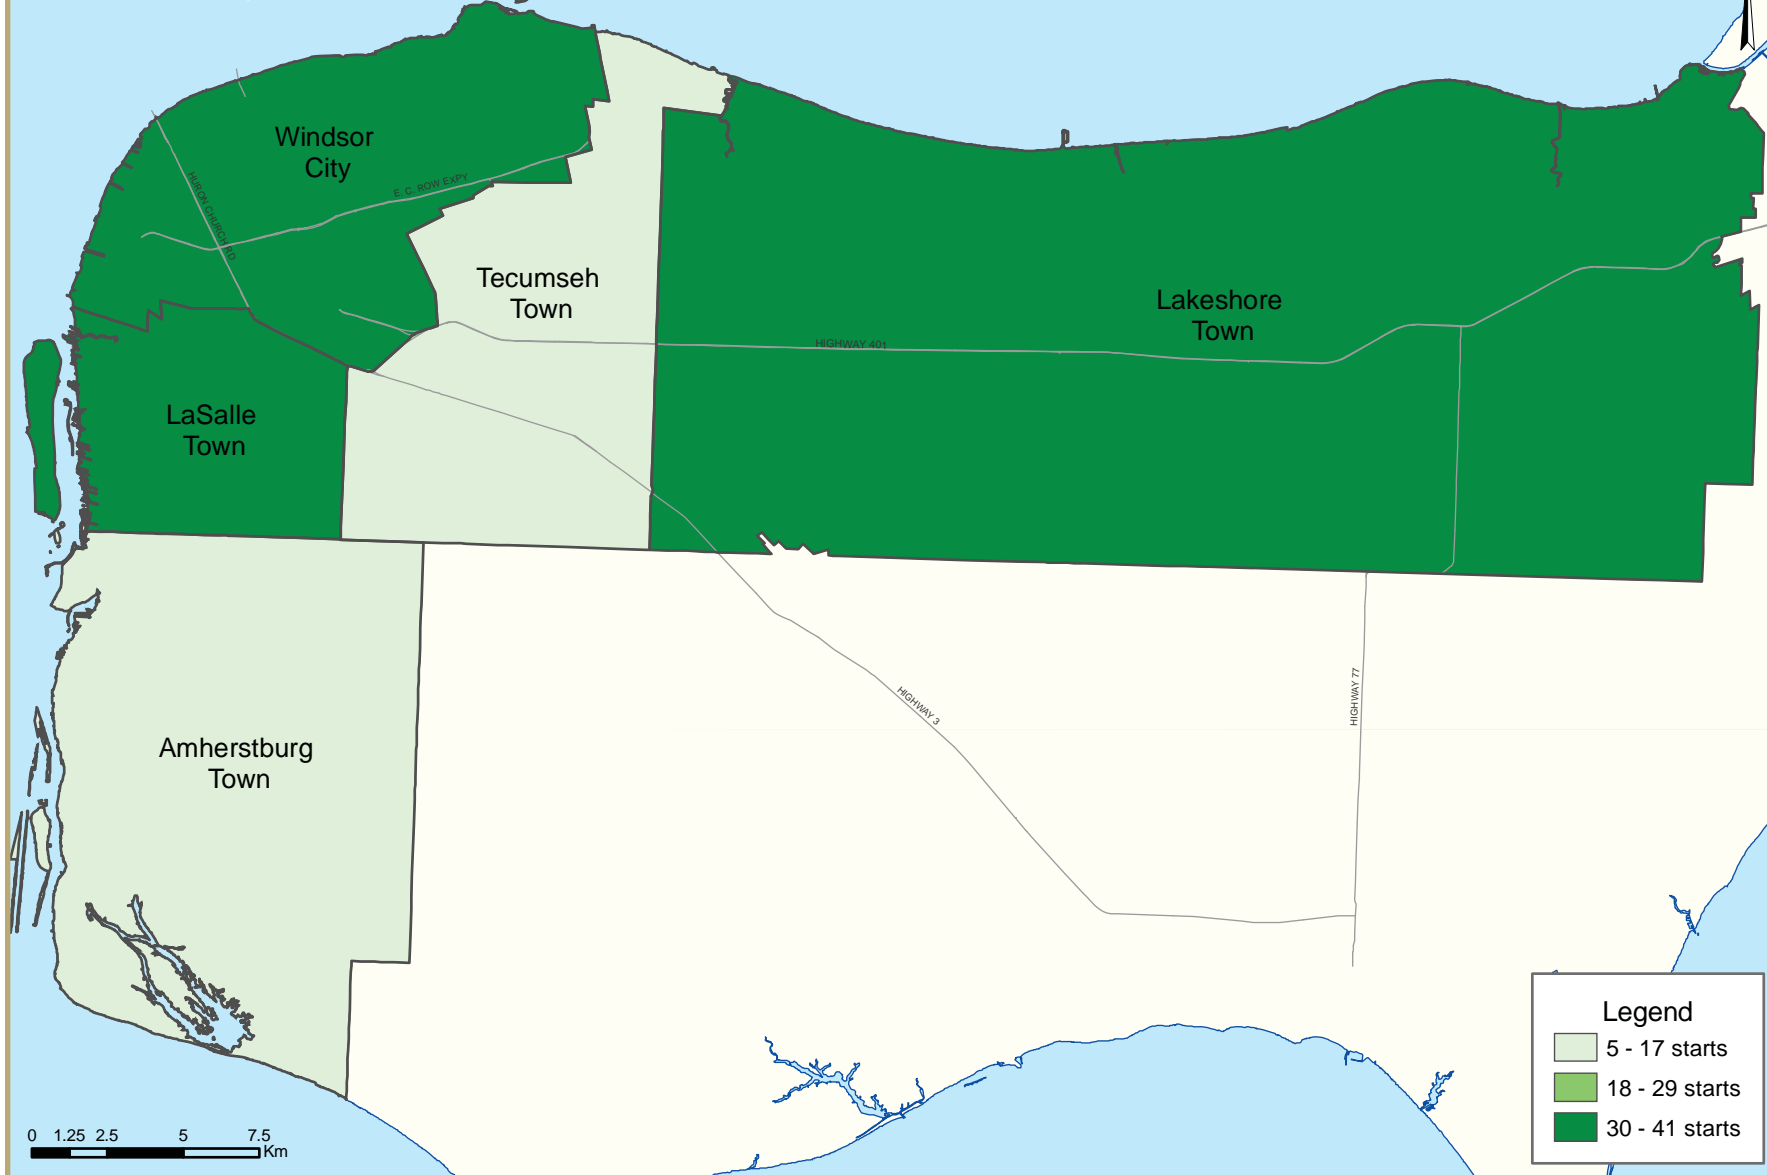 Windsor
City
HURON CHURCH RD
E. C. ROW EXPY
Tecumseh
Town
Lakeshore
Town
HIGHWAY 401
LaSalle
Town
Amherstburg
Town
HIGHWAY 3
HIGHWAY 77
Legend
5 - 17 starts
18 - 29 starts
30 - 41 starts
0 1.25 2.5 5 7.5
Km